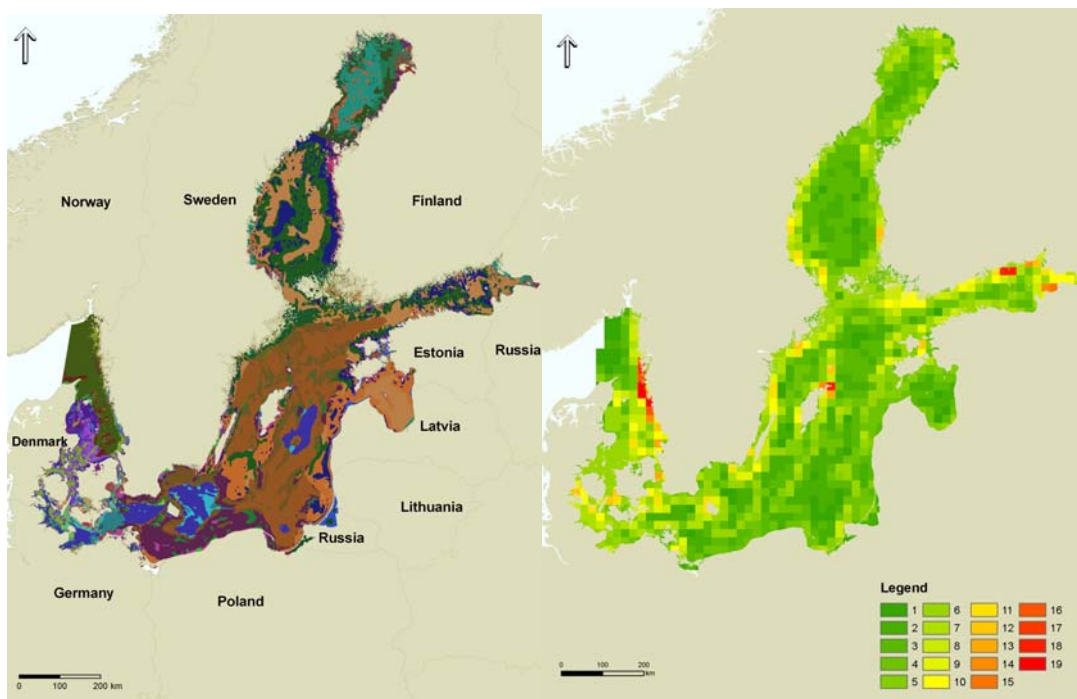 Norway
Sweden
Finland
Estonia
Russia
Latvia
Denmark
Lithuania
Russia
Germany
Poland
0 100 200 km
Legend
1 6 11 16
2 7 12 17
3 8 13 18
4 9 14 19
5 10 15
0 100 200
km